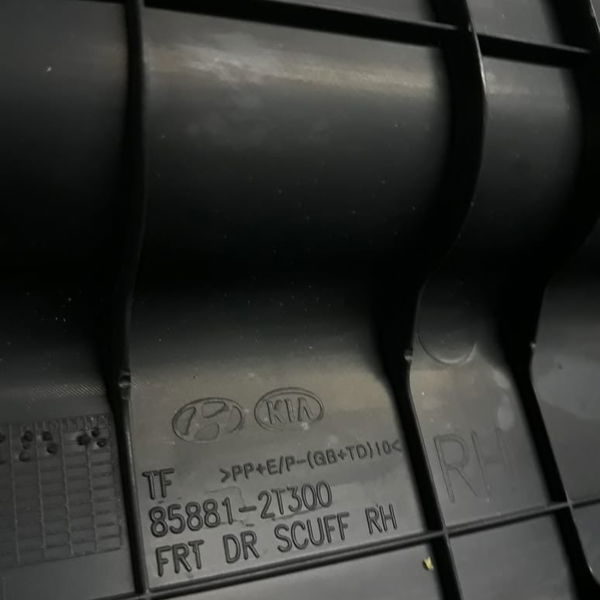 KIA
TF >PP+E/P-(GB+TD)10<
85881-2T300
FRT DR SCUFF RH
RH